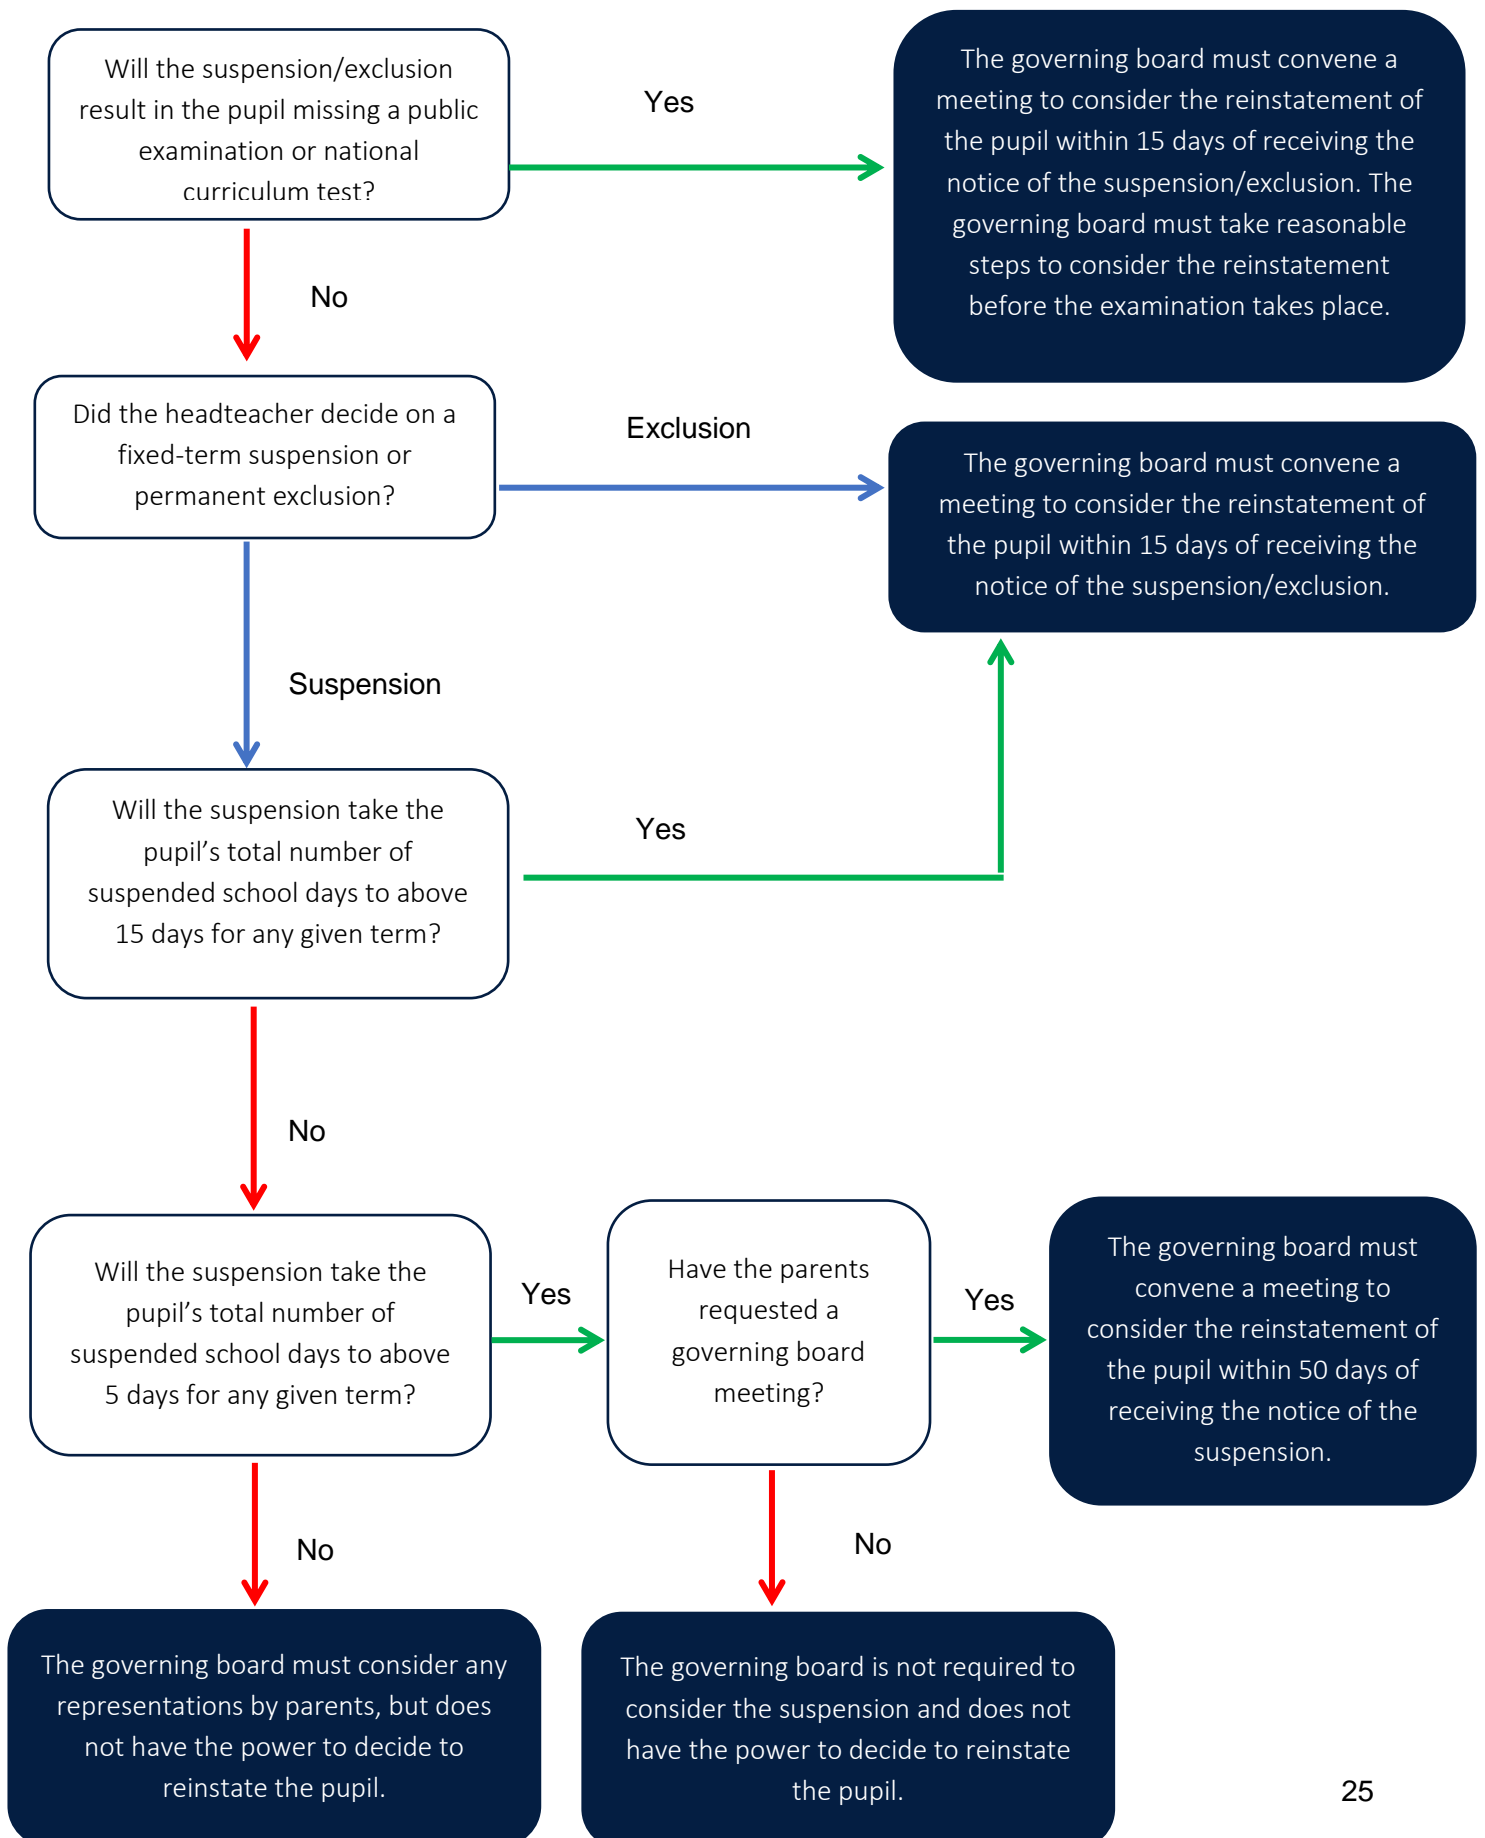 Will the suspension/exclusion
result in the pupil missing a public
examination or national
curriculum test?
Yes
The governing board must convene a
meeting to consider the reinstatement of
the pupil within 15 days of receiving the
notice of the suspension/exclusion. The
governing board must take reasonable
steps to consider the reinstatement
before the examination takes place.
No
Did the headteacher decide on a
fixed-term suspension or
permanent exclusion?
Exclusion
The governing board must convene a
meeting to consider the reinstatement of
the pupil within 15 days of receiving the
notice of the suspension/exclusion.
Suspension
Will the suspension take the
pupil’s total number of
suspended school days to above
15 days for any given term?
Yes
No
Will the suspension take the
pupil’s total number of
suspended school days to above
5 days for any given term?
Yes
Have the parents
requested a
governing board
meeting?
Yes
The governing board must
convene a meeting to
consider the reinstatement of
the pupil within 50 days of
receiving the notice of the
suspension.
No
No
The governing board must consider any
representations by parents, but does
not have the power to decide to
reinstate the pupil.
The governing board is not required to
consider the suspension and does not
have the power to decide to reinstate
the pupil.
25